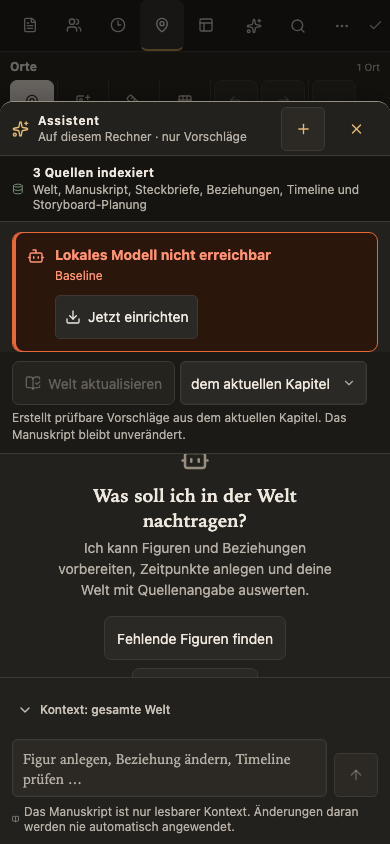 Orte
1 Ort
Assistent
Auf diesem Rechner · nur Vorschläge
3 Quellen indexiert
Welt, Manuskript, Steckbriefe, Beziehungen, Timeline und
Storyboard-Planung
Lokales Modell nicht erreichbar
Baseline
Jetzt einrichten
Welt aktualisieren
dem aktuellen Kapitel
Erstellt prüfbare Vorschläge aus dem aktuellen Kapitel. Das
Manuskript bleibt unverändert.
Was soll ich in der Welt
nachtragen?
Ich kann Figuren und Beziehungen
vorbereiten, Zeitpunkte anlegen und deine
Welt mit Quellenangabe auswerten.
Fehlende Figuren finden
Kontext: gesamte Welt
Figur anlegen, Beziehung ändern, Timeline
prüfen …
Das Manuskript ist nur lesbarer Kontext. Änderungen daran
werden nie automatisch angewendet.